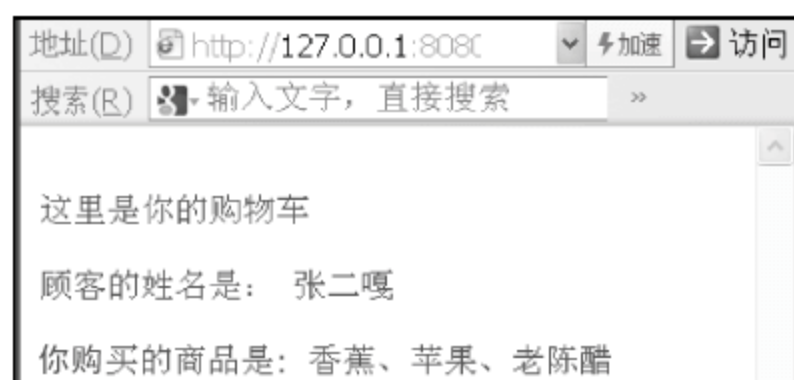 地址(D) http://127.0.0.1:8080 加速 访问
搜索(R) 输入文字，直接搜索 »
这里是你的购物车
顾客的姓名是： 张二嘎
你购买的商品是: 香蕉、苹果、老陈醋